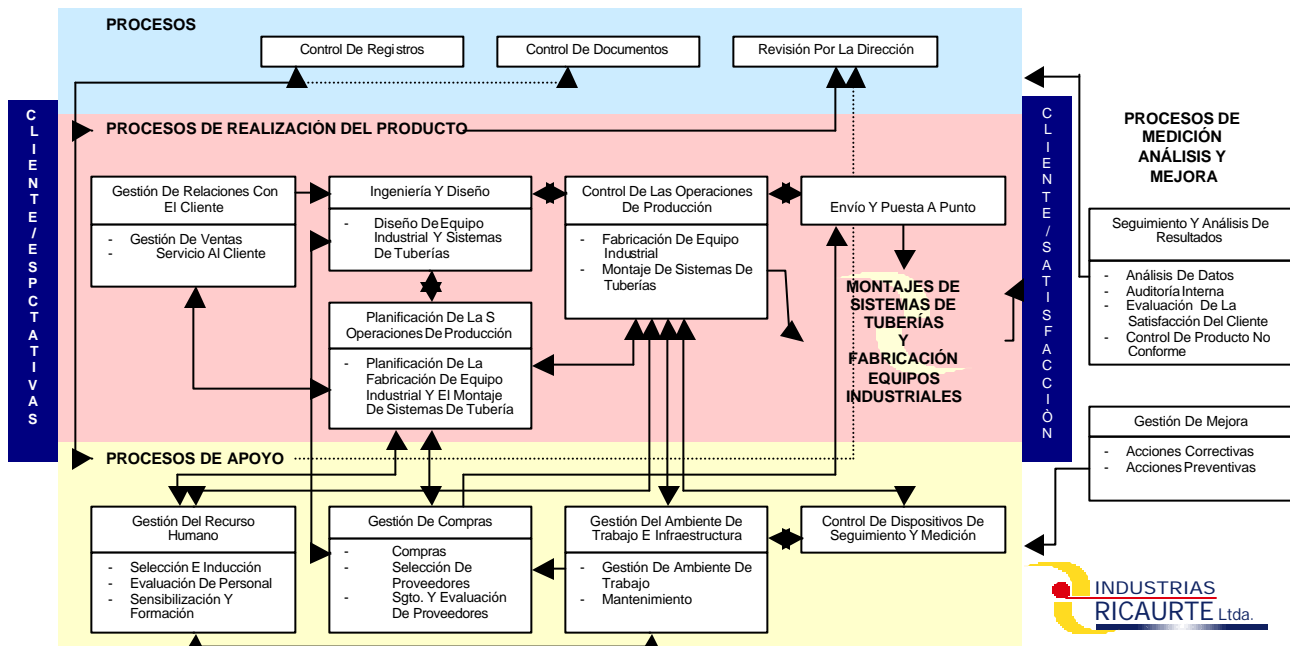 PROCESOS
Control De Registros
Control De Documentos
Revisión Por La Dirección
CLIENTE/ESPCTATIVAS
PROCESOS DE REALIZACIÓN DEL PRODUCTO
Gestión De Relaciones Con
El Cliente
- Gestión De Ventas
- Servicio Al Cliente
Ingeniería Y Diseño
- Diseño De Equipo
Industrial Y Sistemas
De Tuberías
Control De Las Operaciones
De Producción
- Fabricación De Equipo
Industrial
- Montaje De Sistemas De
Tuberías
Envío Y Puesta A Punto
Planificación De La S
Operaciones De Producción
- Planificación De La
Fabricación De Equipo
Industrial Y El Montaje
De Sistemas De Tubería
MONTAJES DE
SISTEMAS DE
TUBERÍAS
Y
FABRICACIÓN
EQUIPOS
INDUSTRIALES
PROCESOS DE APOYO
Gestión Del Recurso
Humano
- Selección E Inducción
- Evaluación De Personal
- Sensibilización Y
Formación
Gestión De Compras
- Compras
- Selección De
Proveedores
- Sgto. Y Evaluación
De Proveedores
Gestión Del Ambiente De
Trabajo E Infraestructura
- Gestión De Ambiente De
Trabajo
- Mantenimiento
Control De Dispositivos De
Seguimiento Y Medición
CLIENTE/SATISFACCIÒN
PROCESOS DE
MEDICIÓN
ANÁLISIS Y
MEJORA
Seguimiento Y Análisis De
Resultados
- Análisis De Datos
- Auditoría Interna
- Evaluación De La
Satisfacción Del Cliente
- Control De Producto No
Conforme
Gestión De Mejora
- Acciones Correctivas
- Acciones Preventivas
INDUSTRIAS
RICAURTE Ltda.